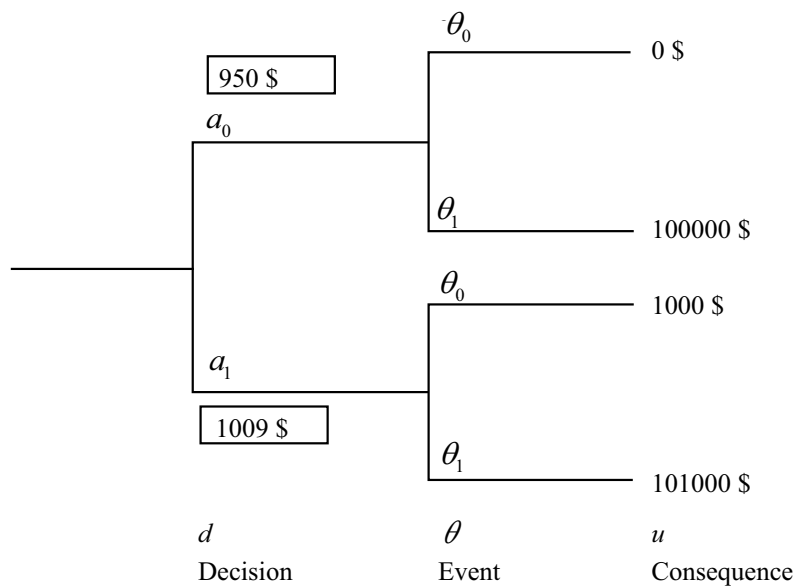 θ₀
0 $
950 $
a₀
θ₁
100000 $
θ₀
1000 $
a₁
1009 $
θ₁
101000 $
d θ u
Decision Event Consequence